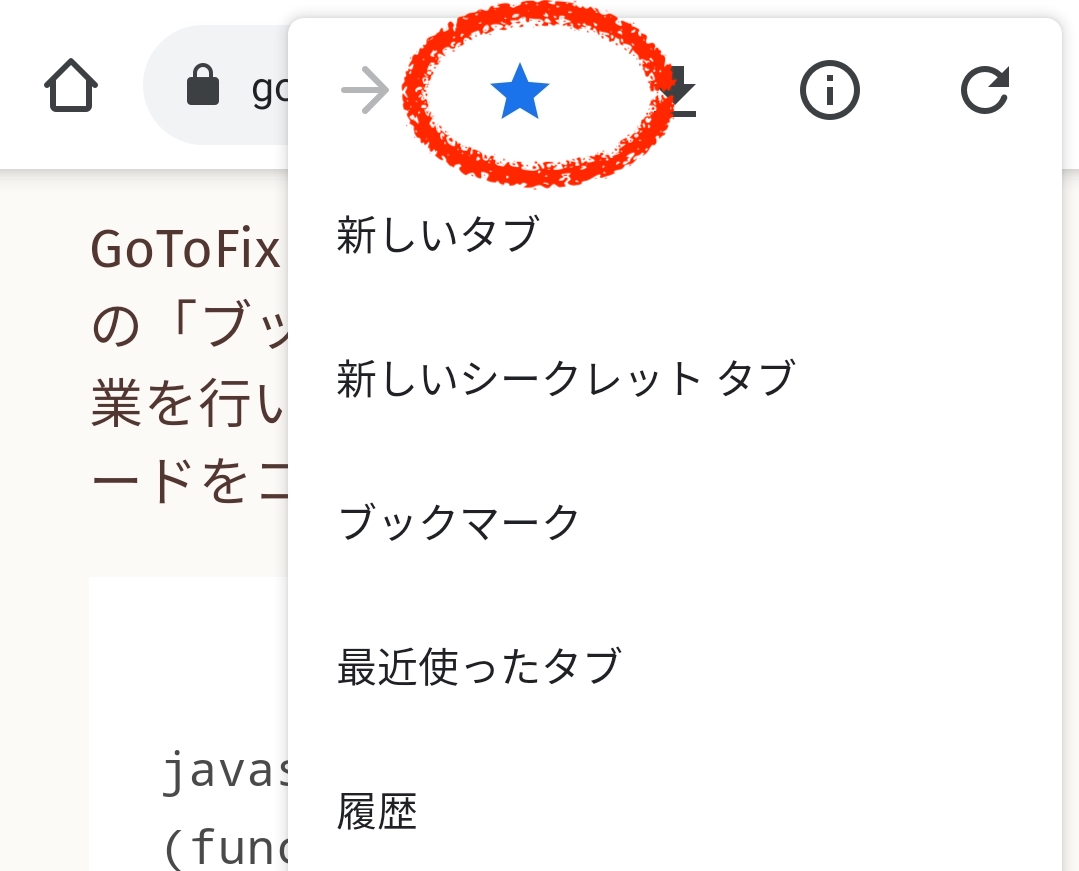 go
新しいタブ
新しいシークレット タブ
ブックマーク
最近使ったタブ
履歴
GoToFix
の「ブッ
業を行い
ードをコ
javas
(func